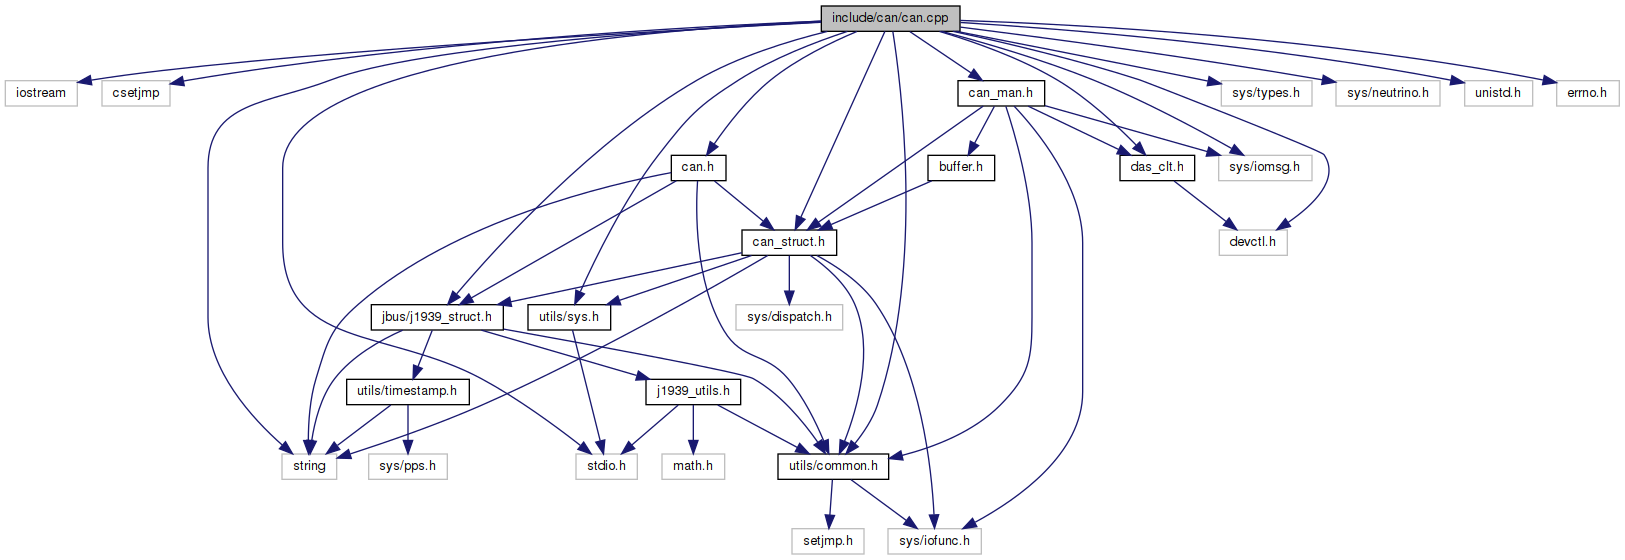 include/can/can.cpp
iostream
csetjmp
can_man.h
sys/types.h
sys/neutrino.h
unistd.h
errno.h
can.h
buffer.h
das_clt.h
sys/iomsg.h
can_struct.h
devctl.h
jbus/j1939_struct.h
utils/sys.h
sys/dispatch.h
utils/timestamp.h
j1939_utils.h
string
sys/pps.h
stdio.h
math.h
utils/common.h
setjmp.h
sys/iofunc.h